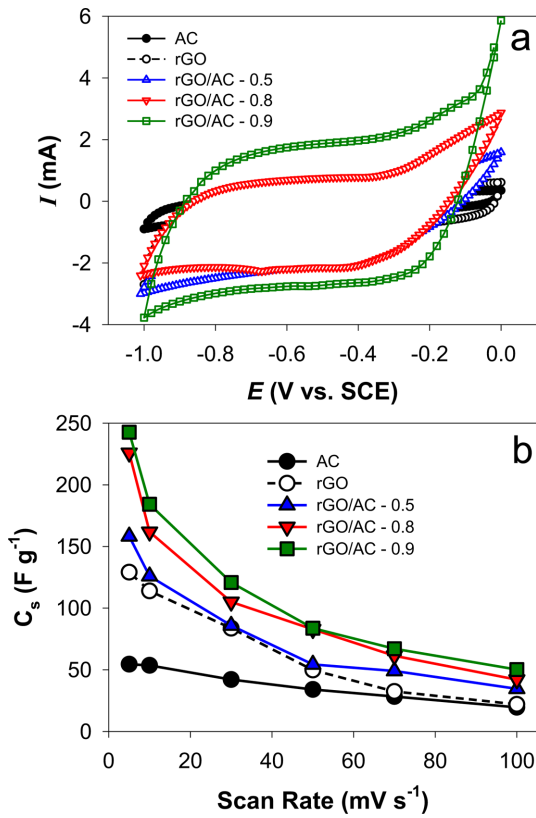 a
AC
rGO
rGO/AC - 0.5
rGO/AC - 0.8
rGO/AC - 0.9
6
4
2
0
-2
-4
I (mA)
-1.0 -0.8 -0.6 -0.4 -0.2 0.0
E (V vs. SCE)
b
AC
rGO
rGO/AC - 0.5
rGO/AC - 0.8
rGO/AC - 0.9
250
200
150
100
50
0
Cs (F g-1)
0 20 40 60 80 100
Scan Rate (mV s-1)